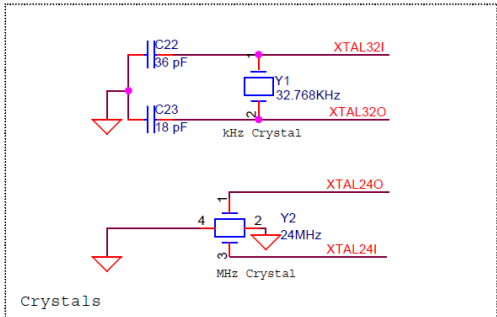 C22
36 pF
XTAL32I
1
Y1
32.768KHz
2
XTAL32O
C23
18 pF
kHz Crystal
XTAL24O
1
4
2
Y2
24MHz
3
XTAL24I
MHz Crystal
Crystals